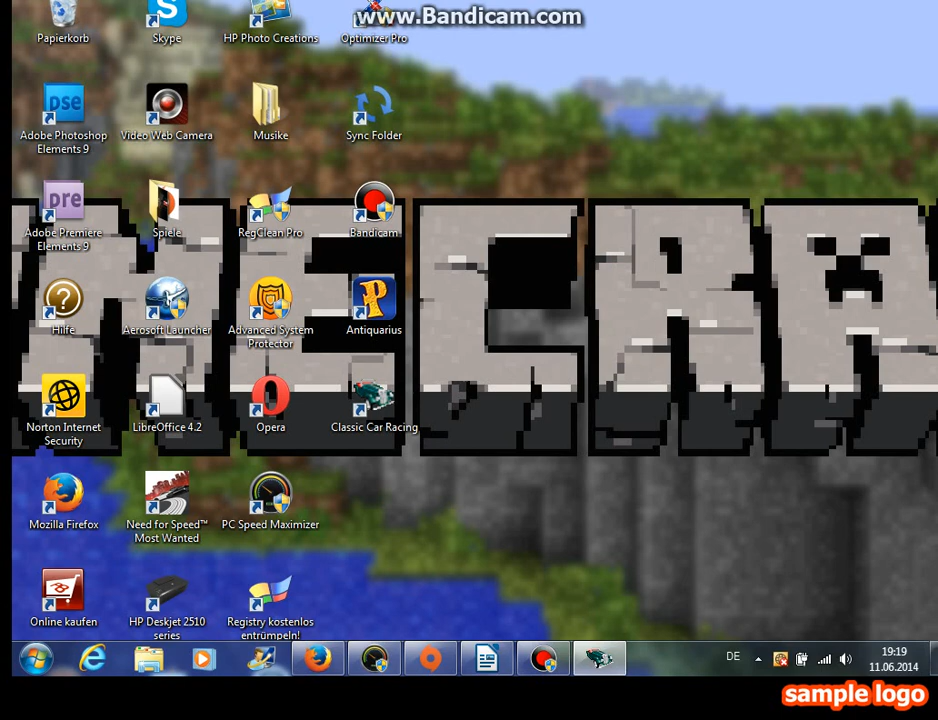 www.Bandicam.com
Papierkorb
Skype
HP Photo Creations
Optimizer Pro
pse
Adobe Photoshop
Elements 9
Video Web Camera
Musike
Sync Folder
pre
Adobe Premiere
Elements 9
Spiele
RegClean Pro
Bandicam
Hilfe
Aerosoft Launcher
Advanced System
Protector
Antiquarius
Norton Internet
Security
LibreOffice 4.2
Opera
Classic Car Racing
Mozilla Firefox
Need for Speed™
Most Wanted
PC Speed Maximizer
Online kaufen
HP Deskjet 2510
series
Registry kostenlos
entrümpeln!
DE
19:19
11.06.2014
sample logo